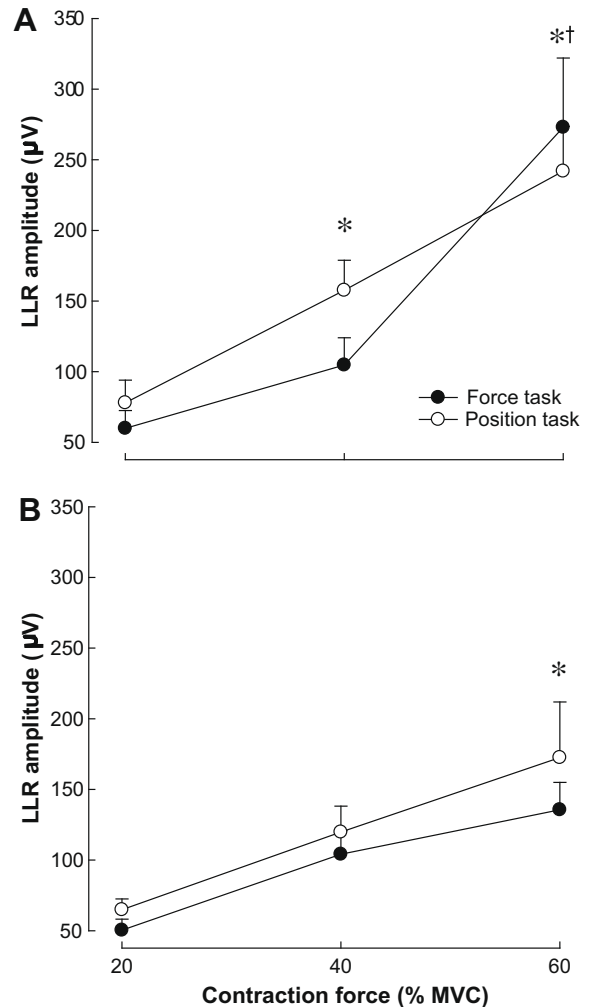 A
350
*†
300
LLR amplitude (µV)
250
*
200
150
100
Force task
Position task
50
B
350
300
LLR amplitude (µV)
250
*
200
150
100
50
20 40 60
Contraction force (% MVC)